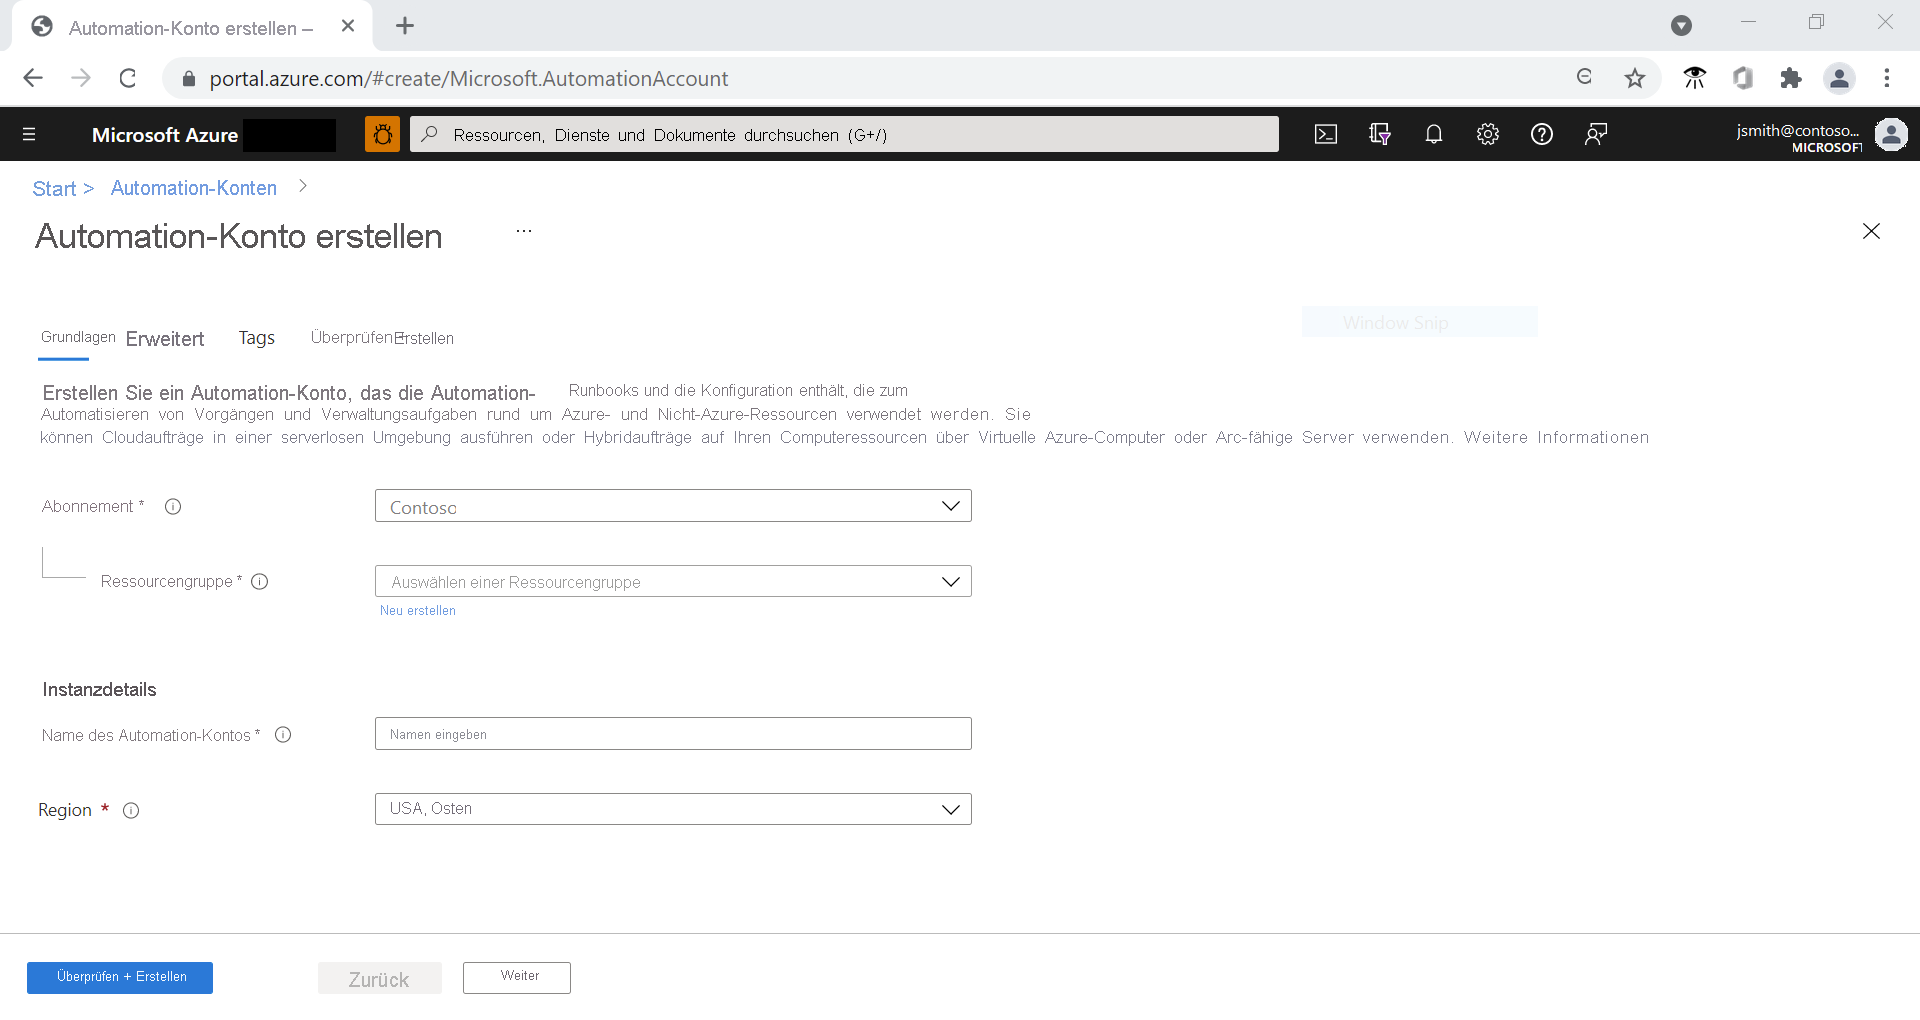 Automation-Konto erstellen –
portal.azure.com/#create/Microsoft.AutomationAccount
Microsoft Azure
Ressourcen, Dienste und Dokumente durchsuchen (G+/)
jsmith@contoso...
MICROSOFT
Start > Automation-Konten >
Automation-Konto erstellen ...
Window Snip
Grundlagen Erweitert Tags Überprüfen + Erstellen
Erstellen Sie ein Automation-Konto, das die Automation- Runbooks und die Konfiguration enthält, die zum
Automatisieren von Vorgängen und Verwaltungsaufgaben rund um Azure- und Nicht-Azure-Ressourcen verwendet werden. Sie
können Cloudaufträge in einer serverlosen Umgebung ausführen oder Hybridaufträge auf Ihren Computeressourcen über Virtuelle Azure-Computer oder Arc-fähige Server verwenden. Weitere Informationen
Abonnement * Contoso
Ressourcengruppe * Auswählen einer Ressourcengruppe
Neu erstellen
Instanzdetails
Name des Automation-Kontos * Namen eingeben
Region * USA, Osten
Überprüfen + Erstellen Zurück Weiter